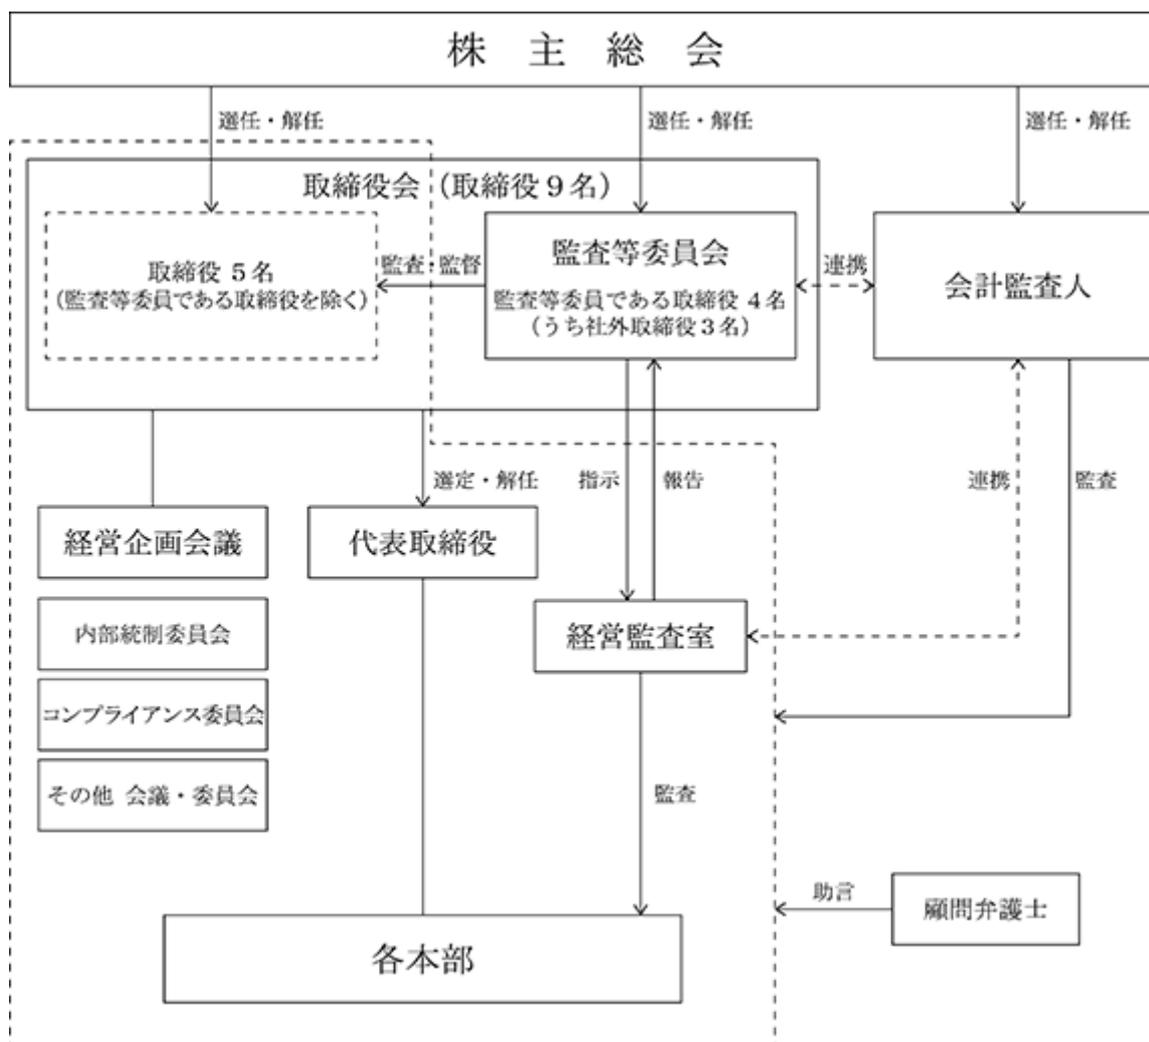 株主総会
選任・解任
選任・解任
選任・解任
取締役会（取締役９名）
取締役 ５名
（監査等委員である取締役を除く）
監査・監督
監査等委員会
監査等委員である取締役 ４名
（うち社外取締役３名）
連携
会計監査人
選定・解任
指示
報告
連携
監査
経営企画会議
代表取締役
内部統制委員会
経営監査室
コンプライアンス委員会
その他 会議・委員会
監査
助言
顧問弁護士
各本部